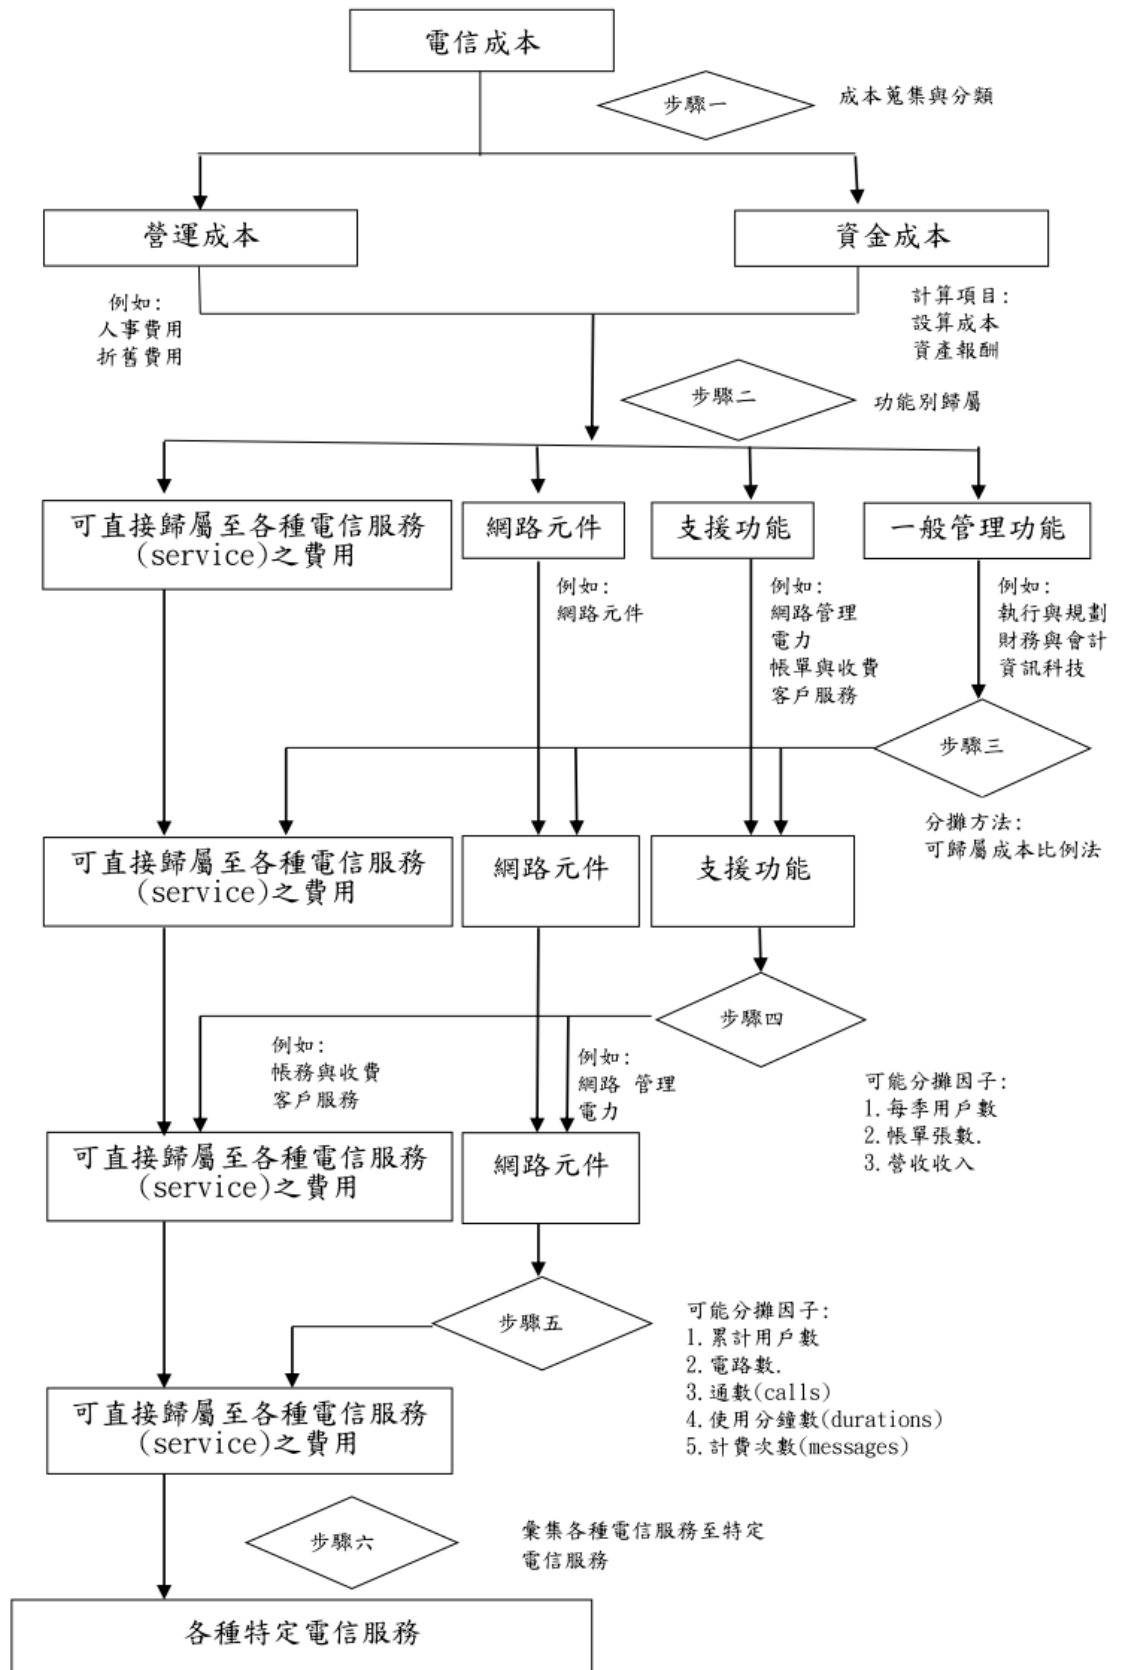 電信成本
步驟一
成本蒐集與分類
營運成本
資金成本
例如:
人事費用
折舊費用
計算項目:
設算成本
資產報酬
步驟二
功能別歸屬
可直接歸屬至各種電信服務
(service)之費用
網路元件
支援功能
一般管理功能
例如:
網路元件
例如:
網路管理
電力
帳單與收費
客戶服務
例如:
執行與規劃
財務與會計
資訊科技
步驟三
分攤方法:
可歸屬成本比例法
可直接歸屬至各種電信服務
(service)之費用
網路元件
支援功能
步驟四
例如:
帳務與收費
客戶服務
例如:
網路 管理
電力
可能分攤因子:
1.每季用戶數
2.帳單張數.
3.營收收入
可直接歸屬至各種電信服務
(service)之費用
網路元件
步驟五
可能分攤因子:
1.累計用戶數
2.電路數.
3.通數(calls)
4.使用分鐘數(durations)
5.計費次數(messages)
可直接歸屬至各種電信服務
(service)之費用
步驟六
彙集各種電信服務至特定
電信服務
各種特定電信服務